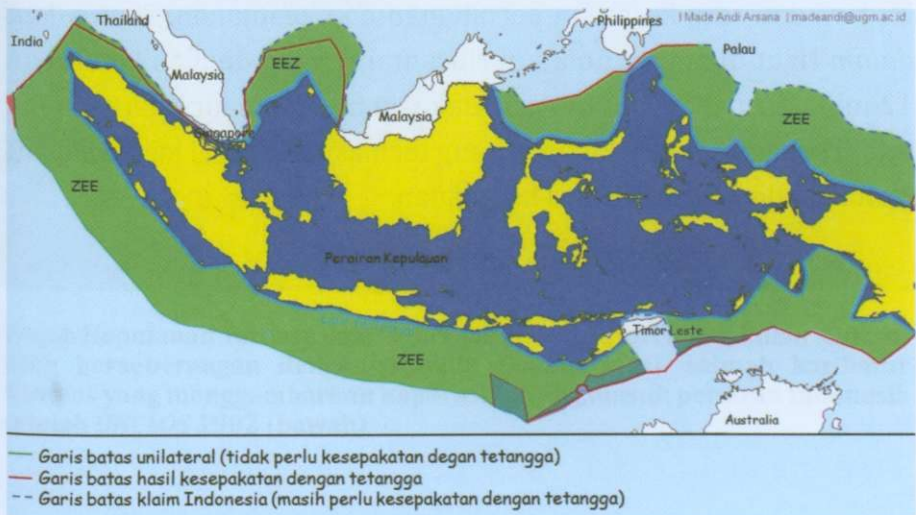 I Made Andi Arsana | madeandi@ugm.ac.id
Thailand
Philippines
India
Palau
EEZ
Malaysia
Malaysia
ZEE
Singapore
ZEE
Perairan Kepulauan
Timor Leste
ZEE
Australia
Garis batas unilateral (tidak perlu kesepakatan degan tetangga)
Garis batas hasil kesepakatan dengan tetangga
Garis batas klaim Indonesia (masih perlu kesepakatan dengan tetangga)